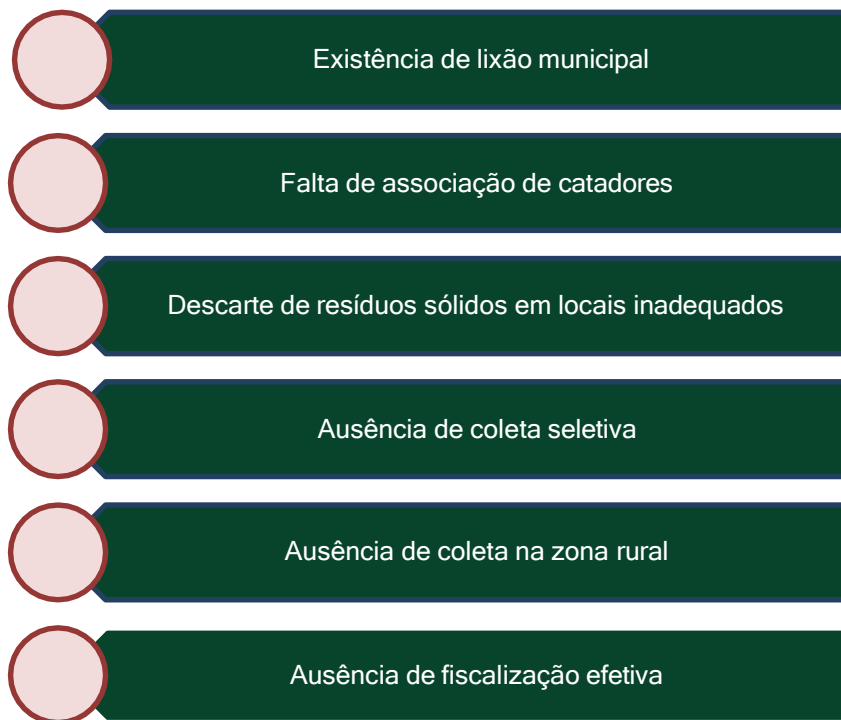 Existência de lixão municipal
Falta de associação de catadores
Descarte de resíduos sólidos em locais inadequados
Ausência de coleta seletiva
Ausência de coleta na zona rural
Ausência de fiscalização efetiva